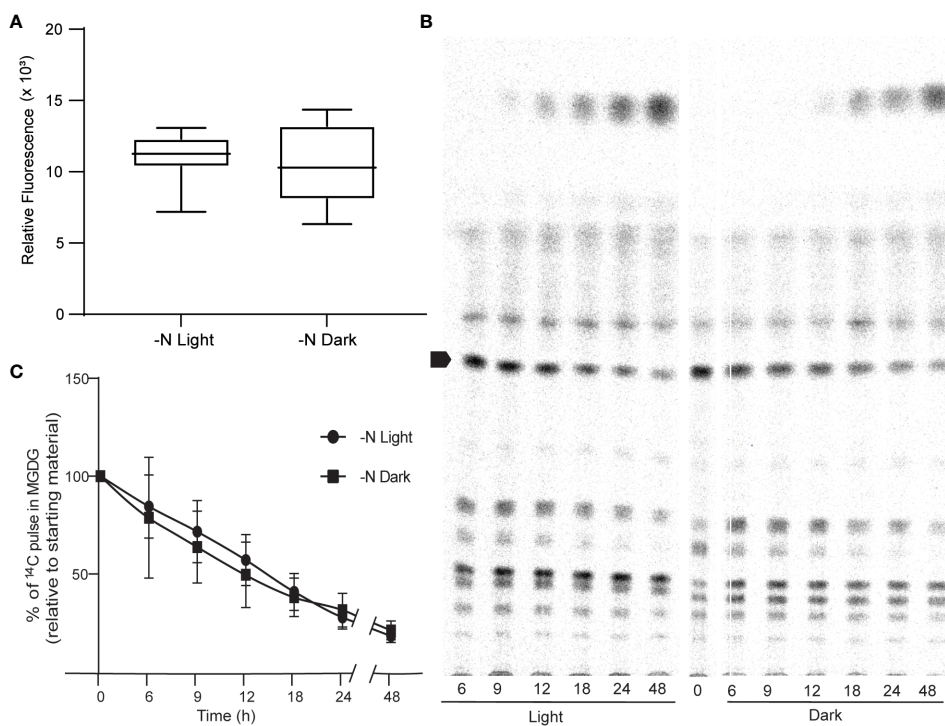 A
Relative Fluorescence (x 10³)
20
15
10
5
0
-N Light
-N Dark
B
6 9 12 18 24 48 0 6 9 12 18 24 48
Light
Dark
C
% of ¹⁴C pulse in MGDG
(relative to starting material)
150
100
50
-N Light
-N Dark
0 6 9 12 18 24 48
Time (h)